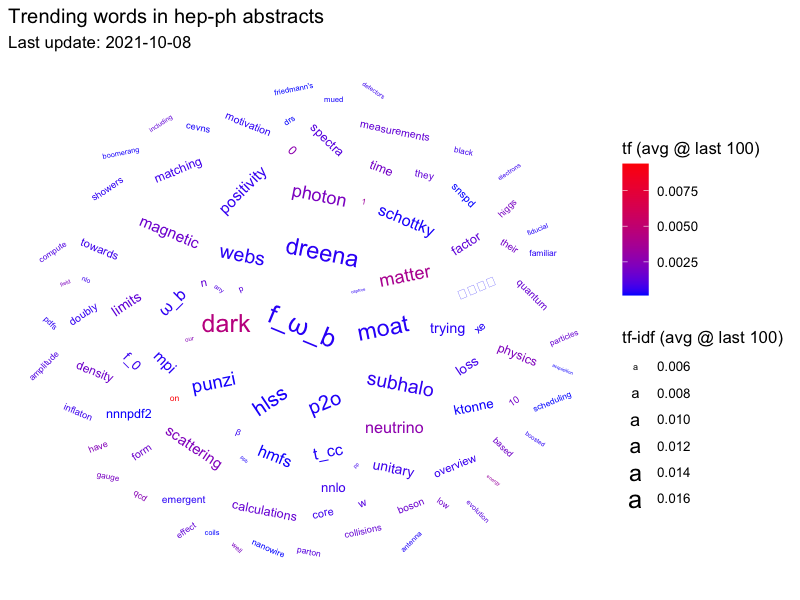 Trending words in hep-ph abstracts
Last update: 2021-10-08
friedmann's
detectors
mued
including
cevns
motivation
drs
spectra
measurements
boomerang
matching
0
time
they
black
electrons
showers
positivity
photon
1
snspd
higgs
schottky
magnetic
webs
dreena
factor
their
fiducial
familiar
compute
towards
matter
field
nlo
n
any
p
quantum
pdfs
doubly
limits
ω_b
dark
f_ω_b
moat
trying
xe
particles
our
amplitude
density
f_0
mpi
punzi
subhalo
loss
physics
inflaton
nnnpdf2
on
hlss
p2o
ktonne
10
scheduling
neutrino
have
form
scattering
β
hmfs
t_cc
unitary
overview
based
boosted
gauge
qcd
emergent
nnlo
calculations
core
w
boson
low
evolution
effect
coils
well
nanowire
parton
collisions
antenna
tf (avg @ last 100)
0.0075
0.0050
0.0025
tf-idf (avg @ last 100)
a 0.006
a 0.008
a 0.010
a 0.012
a 0.014
a 0.016